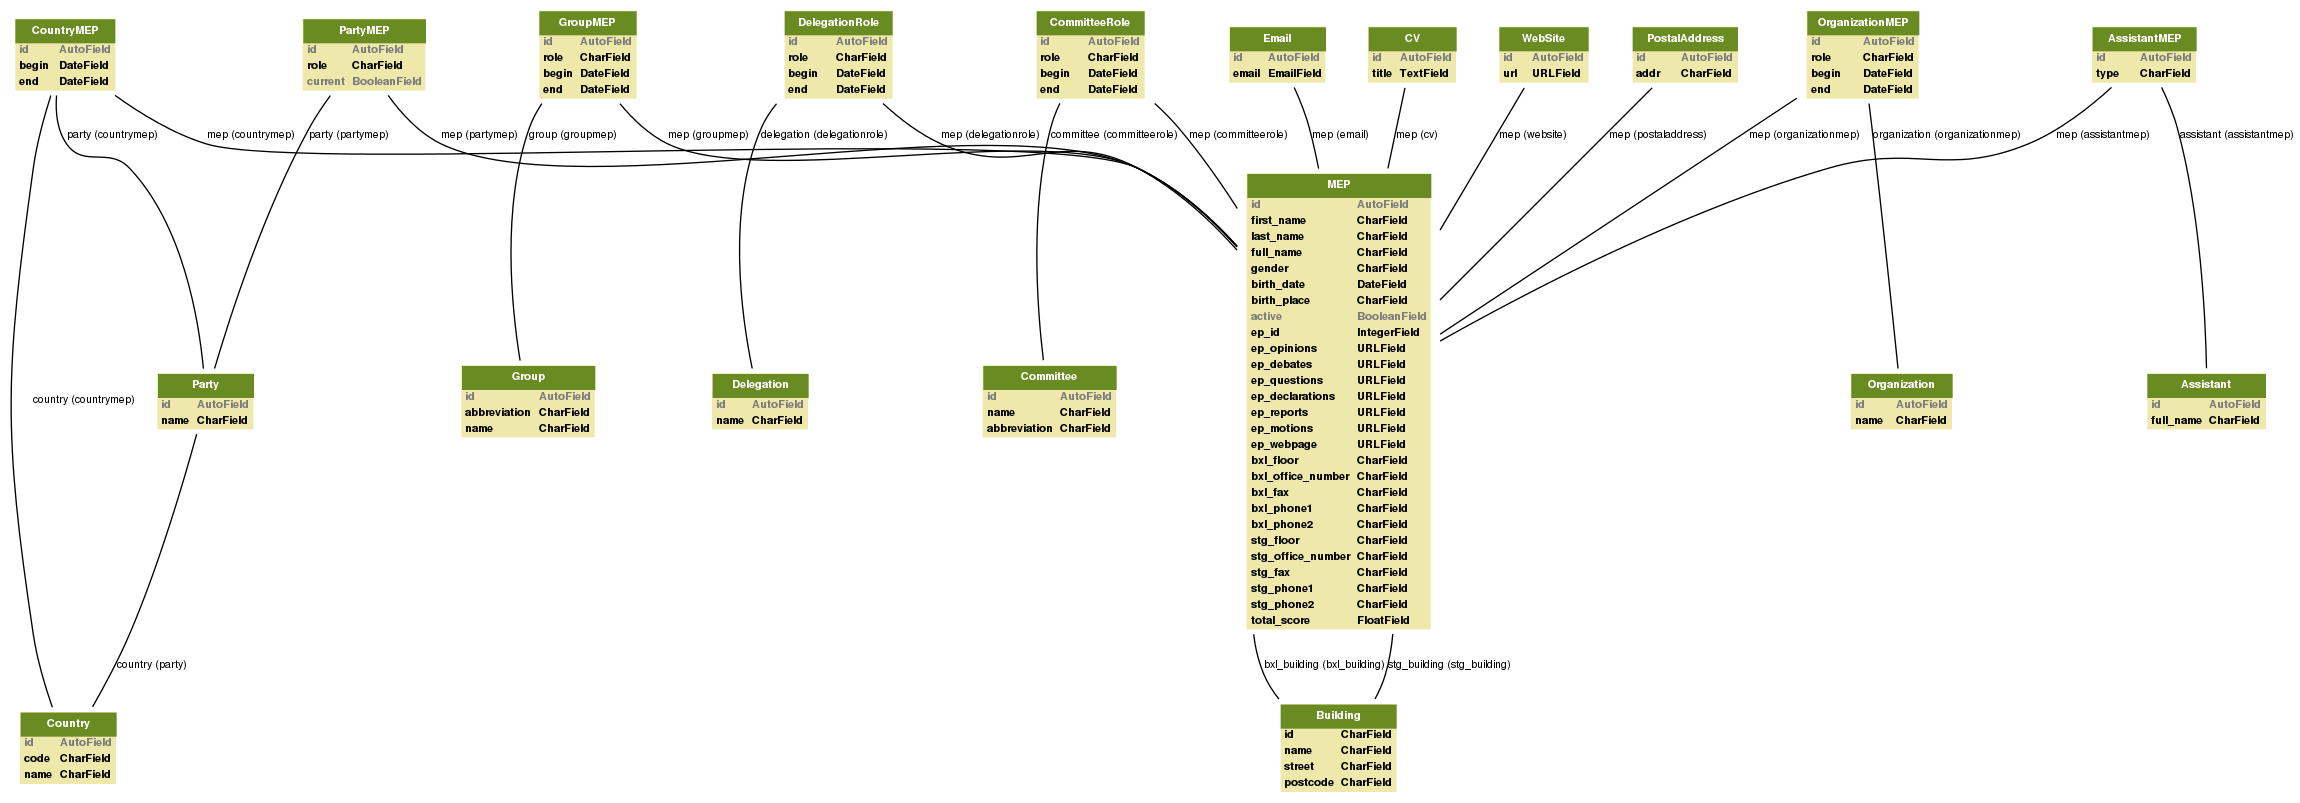 CountryMEP
id AutoField
begin DateField
end DateField
PartyMEP
id AutoField
role CharField
current BooleanField
GroupMEP
id AutoField
role CharField
begin DateField
end DateField
DelegationRole
id AutoField
role CharField
begin DateField
end DateField
CommitteeRole
id AutoField
role CharField
begin DateField
end DateField
Email
id AutoField
email EmailField
CV
id AutoField
title TextField
WebSite
id AutoField
url URLField
PostalAddress
id AutoField
addr CharField
OrganizationMEP
id AutoField
role CharField
begin DateField
end DateField
AssistantMEP
id AutoField
type CharField
party (countrymep)
mep (countrymep)
party (partymep)
mep (partymep)
group (groupmep)
mep (groupmep)
delegation (delegationrole)
mep (delegationrole)
committee (committeerole)
mep (committeerole)
mep (email)
mep (cv)
mep (website)
mep (postaladdress)
mep (organizationmep)
organization (organizationmep)
mep (assistantmep)
assistant (assistantmep)
MEP
id AutoField
first_name CharField
last_name CharField
full_name CharField
gender CharField
birth_date DateField
birth_place CharField
active BooleanField
ep_id IntegerField
ep_opinions URLField
ep_debates URLField
ep_questions URLField
ep_declarations URLField
ep_reports URLField
ep_motions URLField
ep_webpage URLField
bxl_floor CharField
bxl_office_number CharField
bxl_fax CharField
bxl_phone1 CharField
bxl_phone2 CharField
stg_floor CharField
stg_office_number CharField
stg_fax CharField
stg_phone1 CharField
stg_phone2 CharField
total_score FloatField
country (countrymep)
Party
id AutoField
name CharField
Group
id AutoField
abbreviation CharField
name CharField
Delegation
id AutoField
name CharField
Committee
id AutoField
name CharField
abbreviation CharField
Organization
id AutoField
name CharField
Assistant
id AutoField
full_name CharField
country (party)
bxl_building (bxl_building)
stg_building (stg_building)
Country
id AutoField
code CharField
name CharField
Building
id CharField
name CharField
street CharField
postcode CharField